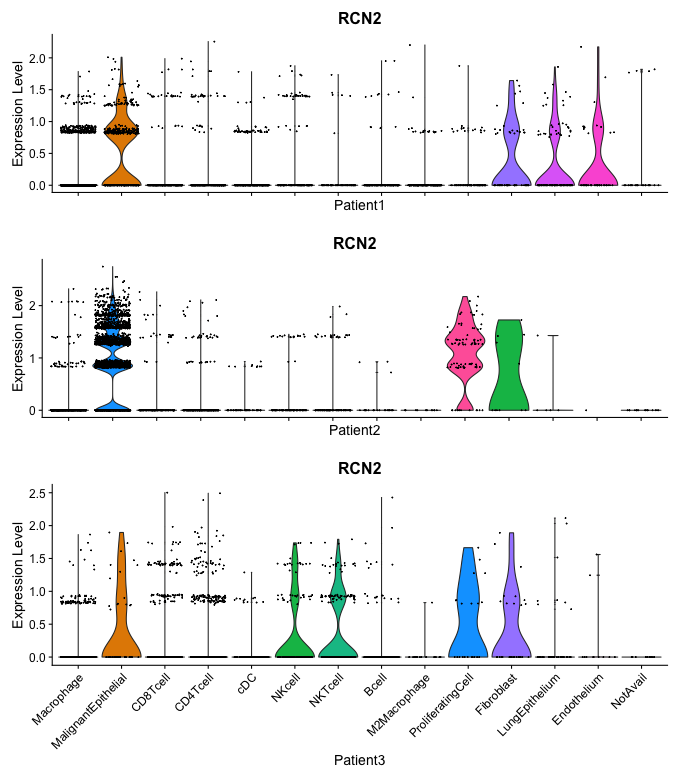 RCN2
Expression Level
2.0
1.5
1.0
0.5
0.0
Patient1
RCN2
Expression Level
2
1
0
Patient2
RCN2
Expression Level
2.5
2.0
1.5
1.0
0.5
0.0
Macrophage
MalignantEpithelial
CD8Tcell
CD4Tcell
cDC
NKcell
NKTcell
Bcell
M2Macrophage
ProliferatingCell
Fibroblast
LungEpithelium
Endothelium
NotAvail
Patient3